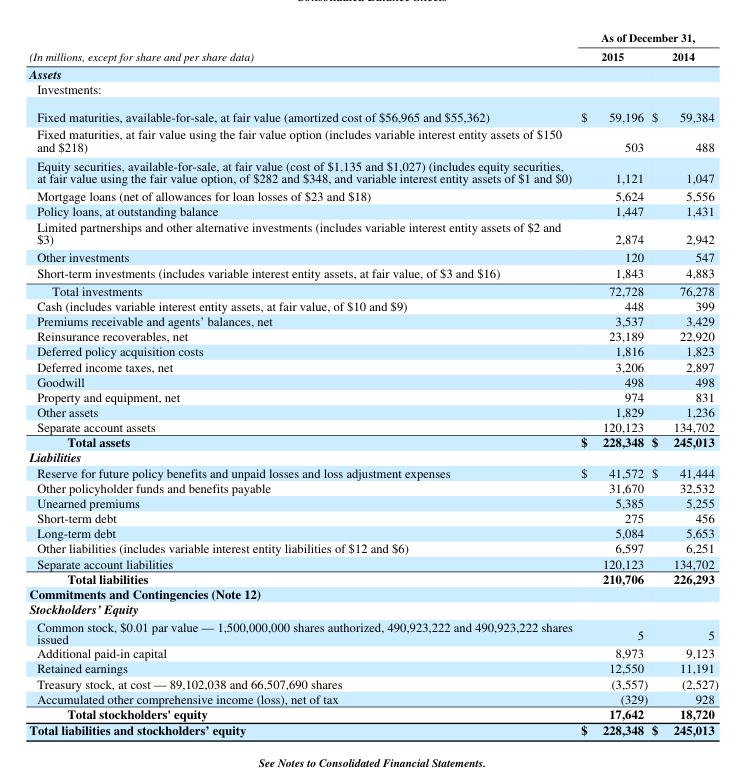 As of December 31,
(In millions, except for share and per share data) 2015 2014
Assets
Investments:
Fixed maturities, available-for-sale, at fair value (amortized cost of $56,965 and $55,362) $ 59,196 $ 59,384
Fixed maturities, at fair value using the fair value option (includes variable interest entity assets of $150
and $218) 503 488
Equity securities, available-for-sale, at fair value (cost of $1,135 and $1,027) (includes equity securities,
at fair value using the fair value option, of $282 and $348, and variable interest entity assets of $1 and $0) 1,121 1,047
Mortgage loans (net of allowances for loan losses of $23 and $18) 5,624 5,556
Policy loans, at outstanding balance 1,447 1,431
Limited partnerships and other alternative investments (includes variable interest entity assets of $2 and
$3) 2,874 2,942
Other investments 120 547
Short-term investments (includes variable interest entity assets, at fair value, of $3 and $16) 1,843 4,883
Total investments 72,728 76,278
Cash (includes variable interest entity assets, at fair value, of $10 and $9) 448 399
Premiums receivable and agents’ balances, net 3,537 3,429
Reinsurance recoverables, net 23,189 22,920
Deferred policy acquisition costs 1,816 1,823
Deferred income taxes, net 3,206 2,897
Goodwill 498 498
Property and equipment, net 974 831
Other assets 1,829 1,236
Separate account assets 120,123 134,702
Total assets $ 228,348 $ 245,013
Liabilities
Reserve for future policy benefits and unpaid losses and loss adjustment expenses $ 41,572 $ 41,444
Other policyholder funds and benefits payable 31,670 32,532
Unearned premiums 5,385 5,255
Short-term debt 275 456
Long-term debt 5,084 5,653
Other liabilities (includes variable interest entity liabilities of $12 and $6) 6,597 6,251
Separate account liabilities 120,123 134,702
Total liabilities 210,706 226,293
Commitments and Contingencies (Note 12)
Stockholders’ Equity
Common stock, $0.01 par value — 1,500,000,000 shares authorized, 490,923,222 and 490,923,222 shares
issued 5 5
Additional paid-in capital 8,973 9,123
Retained earnings 12,550 11,191
Treasury stock, at cost — 89,102,038 and 66,507,690 shares (3,557) (2,527)
Accumulated other comprehensive income (loss), net of tax (329) 928
Total stockholders' equity 17,642 18,720
Total liabilities and stockholders’ equity $ 228,348 $ 245,013
See Notes to Consolidated Financial Statements.